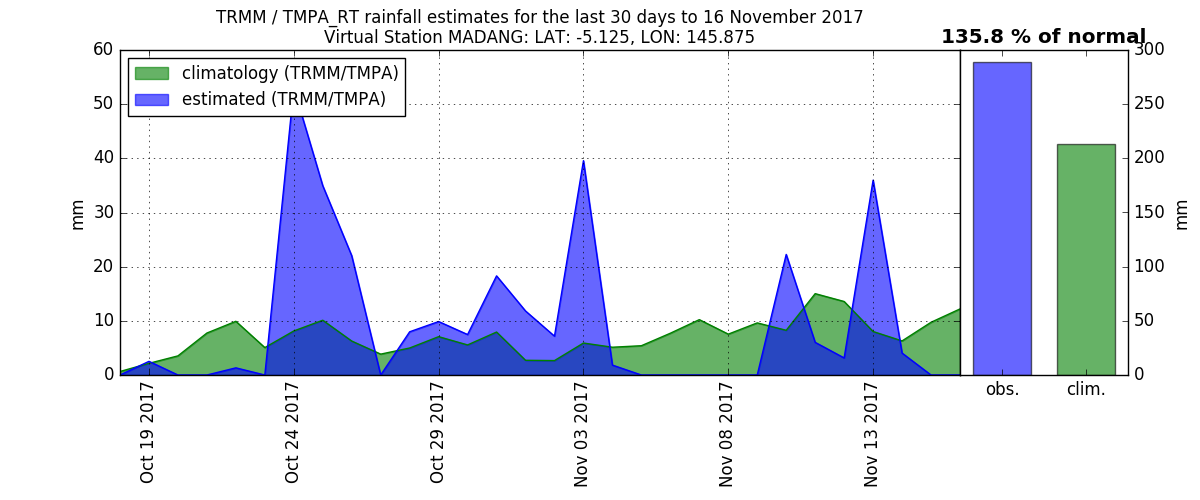 TRMM / TMPA_RT rainfall estimates for the last 30 days to 16 November 2017
Virtual Station MADANG: LAT: -5.125, LON: 145.875
135.8 % of normal
climatology (TRMM/TMPA)
estimated (TRMM/TMPA)
60
50
40
30
20
10
0
mm
Oct 19 2017
Oct 24 2017
Oct 29 2017
Nov 03 2017
Nov 08 2017
Nov 13 2017
obs.
clim.
300
250
200
150
100
50
0
mm